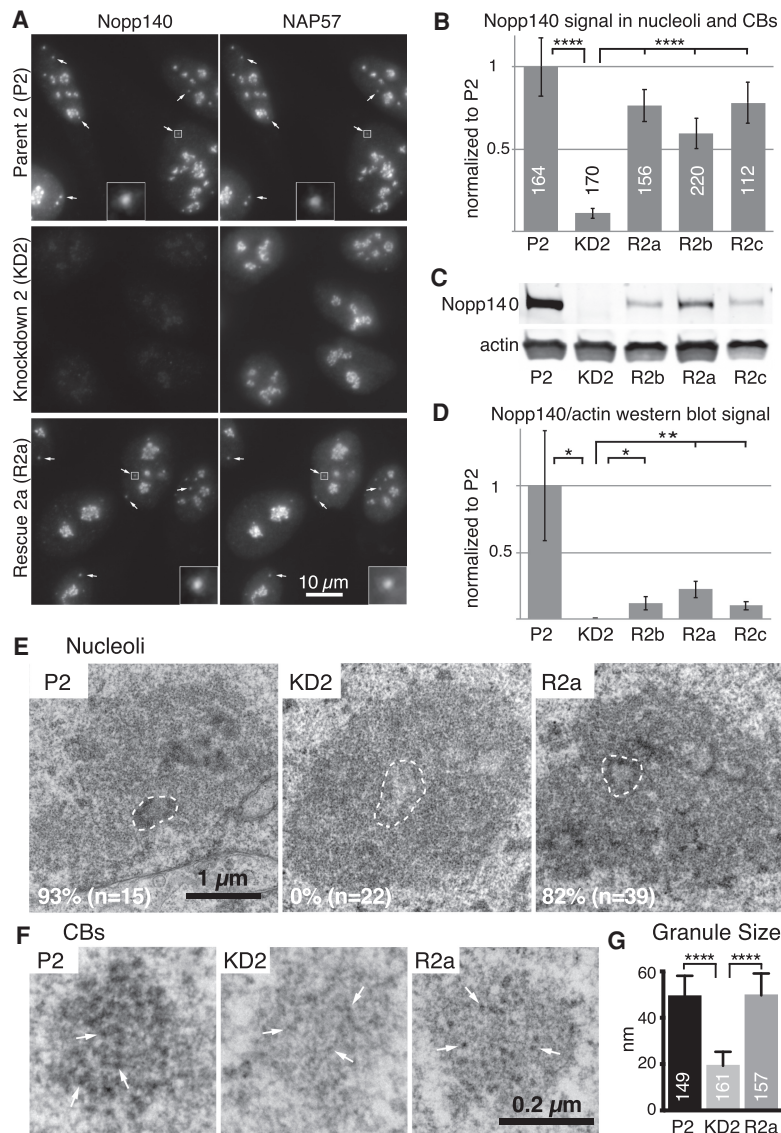 A
Nopp140 NAP57
Parent 2 (P2)
Knockdown 2 (KD2)
Rescue 2a (R2a)
10 µm
B
Nopp140 signal in nucleoli and CBs
**** ****
normalized to P2
1
0.5
164 170 156 220 112
P2 KD2 R2a R2b R2c
C
Nopp140
actin
P2 KD2 R2b R2a R2c
D
Nopp140/actin western blot signal
* * **
normalized to P2
1
0.5
P2 KD2 R2b R2a R2c
E Nucleoli
P2 KD2 R2a
93% (n=15) 1 µm 0% (n=22) 82% (n=39)
F CBs
P2 KD2 R2a
0.2 µm
G Granule Size
**** ****
nm
60
40
20
0
149 161 157
P2 KD2 R2a